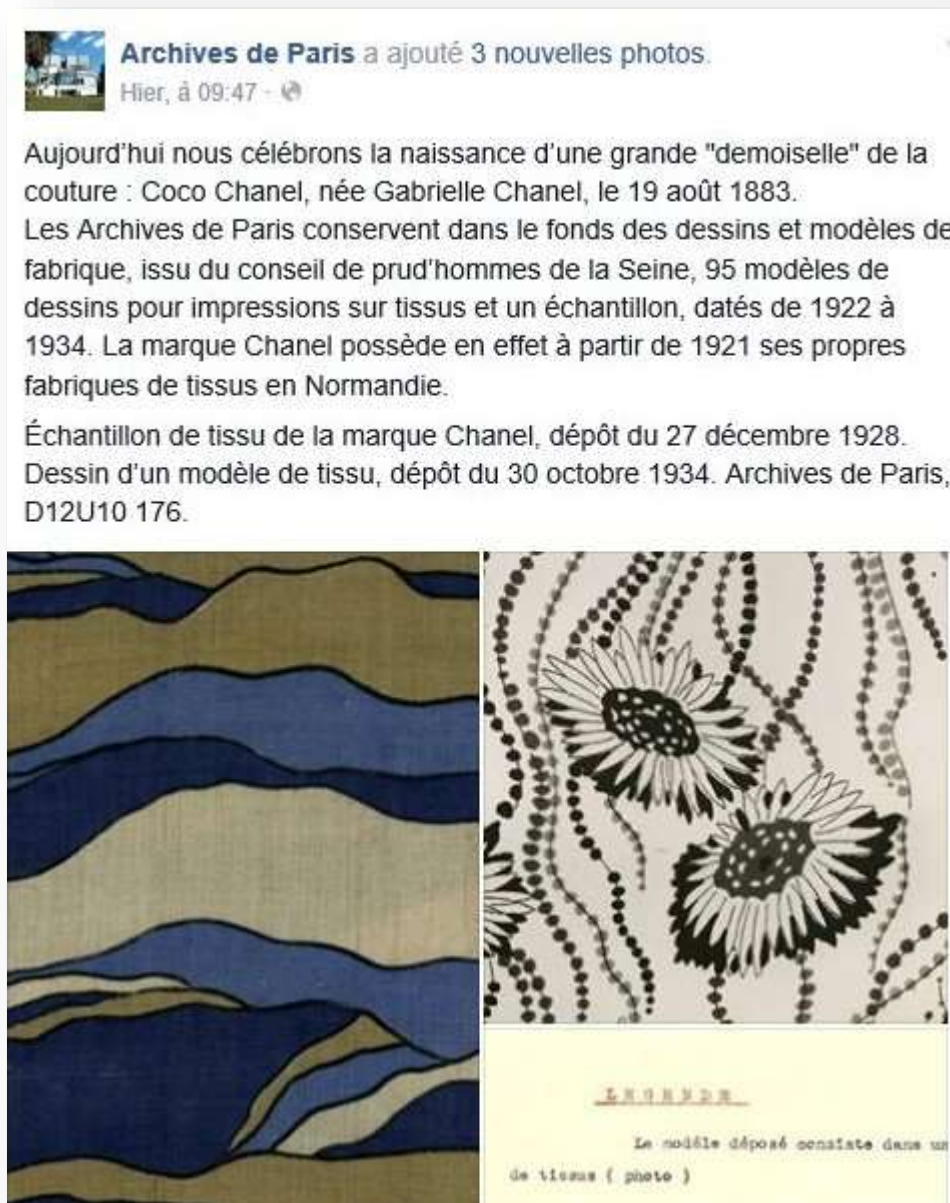 Archives de Paris a ajouté 3 nouvelles photos.
Hier, à 09:47 ·
Aujourd'hui nous célébrons la naissance d'une grande "demoiselle" de la
couture : Coco Chanel, née Gabrielle Chanel, le 19 août 1883.
Les Archives de Paris conservent dans le fonds des dessins et modèles de
fabrique, issu du conseil de prud'hommes de la Seine, 95 modèles de
dessins pour impressions sur tissus et un échantillon, datés de 1922 à
1934. La marque Chanel possède en effet à partir de 1921 ses propres
fabriques de tissus en Normandie.
Échantillon de tissu de la marque Chanel, dépôt du 27 décembre 1928.
Dessin d'un modèle de tissu, dépôt du 30 octobre 1934. Archives de Paris,
D12U10 176.
LEGENDE
Le modèle déposé consiste dans un
de tissus ( photo )